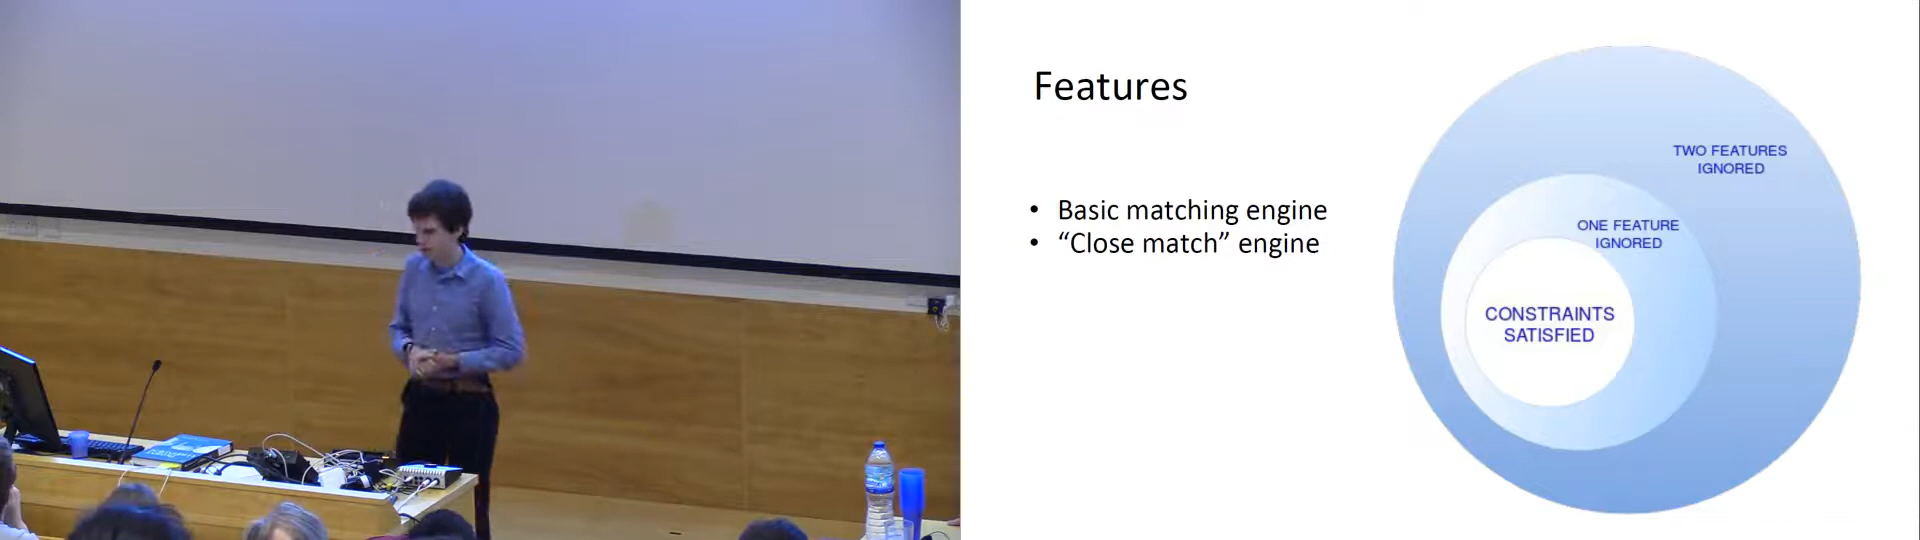 Features
• Basic matching engine
• “Close match” engine
TWO FEATURES
IGNORED
ONE FEATURE
IGNORED
CONSTRAINTS
SATISFIED